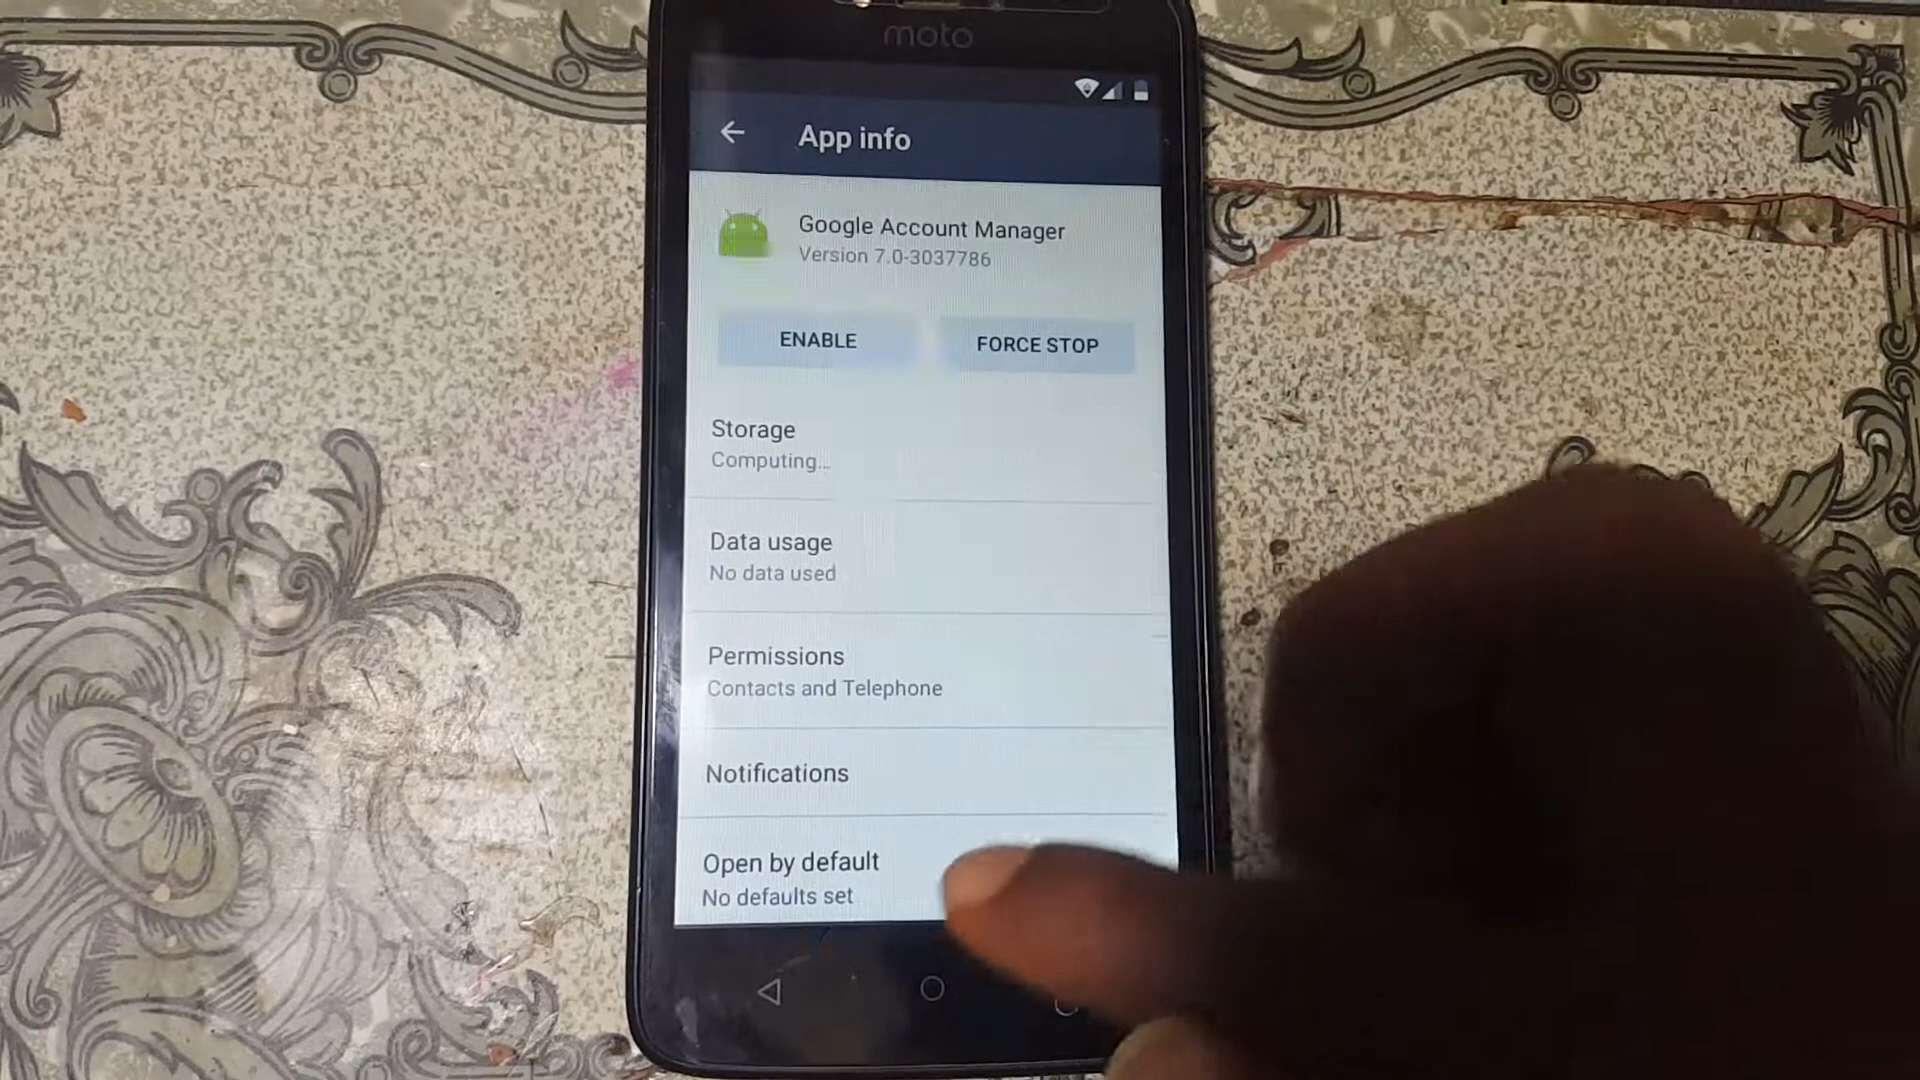 moto
App info
Google Account Manager
Version 7.0-3037786
ENABLE
FORCE STOP
Storage
Computing...
Data usage
No data used
Permissions
Contacts and Telephone
Notifications
Open by default
No defaults set